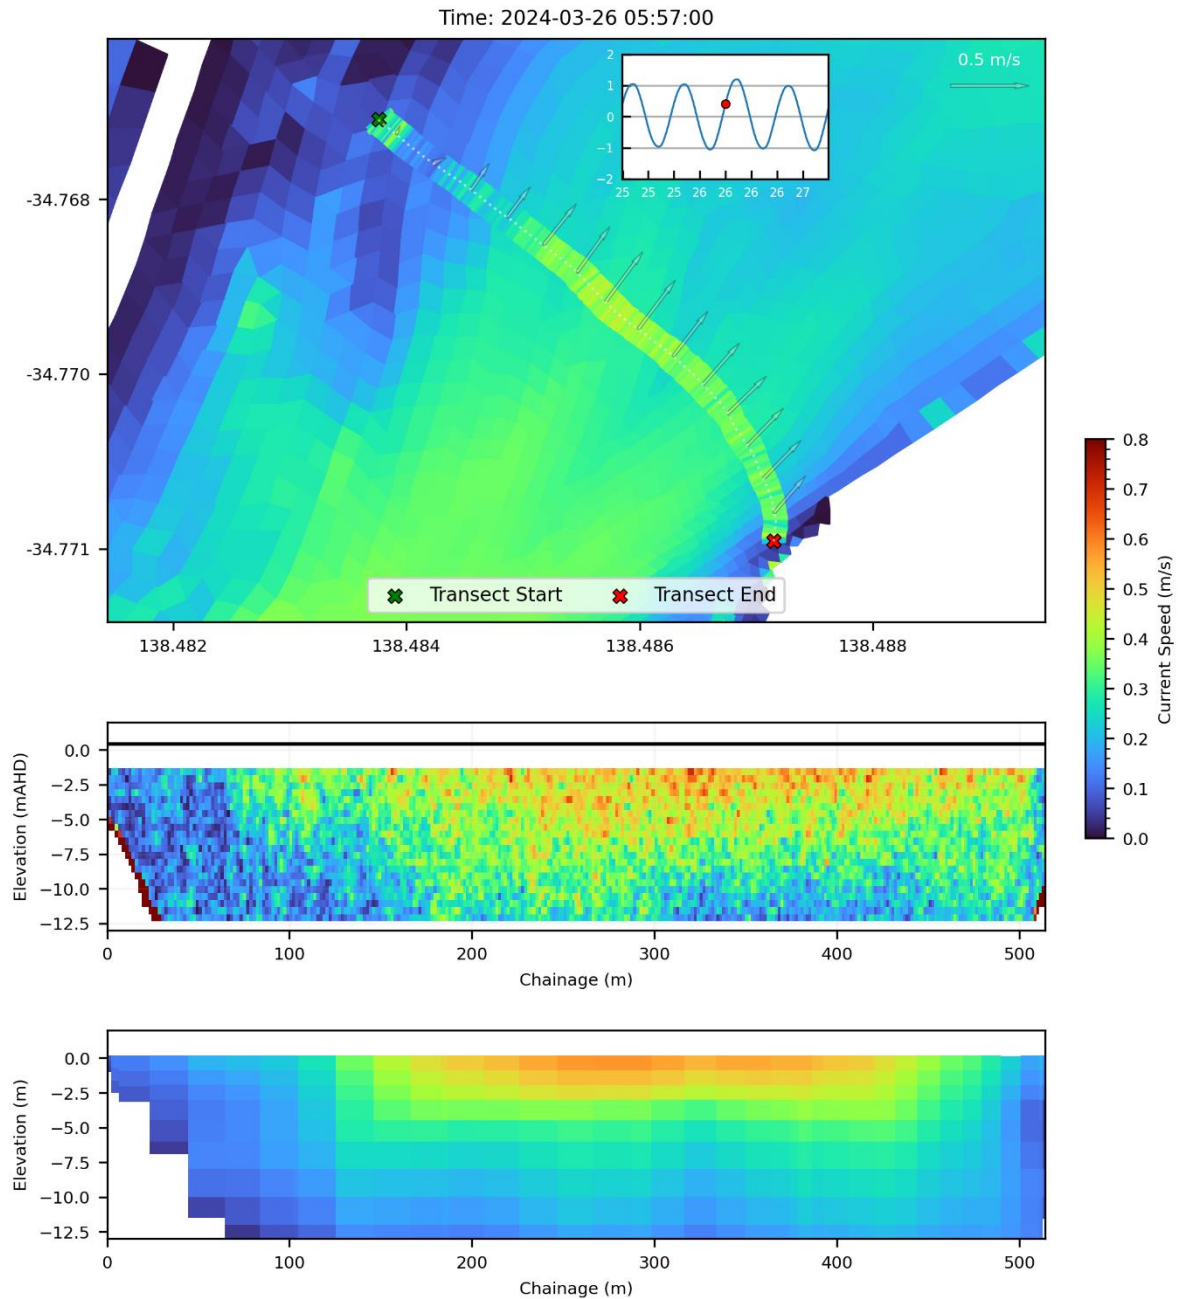 Time: 2024-03-26 05:57:00
2
1
0
−1
−2
25 25 25 26 26 26 26 27
0.5 m/s
-34.768
-34.770
-34.771
Transect Start
Transect End
138.482 138.484 138.486 138.488
0.8
0.7
0.6
0.5
0.4
0.3
0.2
0.1
0.0
Current Speed (m/s)
Elevation (mAHD)
0.0
−2.5
−5.0
−7.5
−10.0
−12.5
0 100 200 300 400 500
Chainage (m)
Elevation (m)
0.0
−2.5
−5.0
−7.5
−10.0
−12.5
0 100 200 300 400 500
Chainage (m)